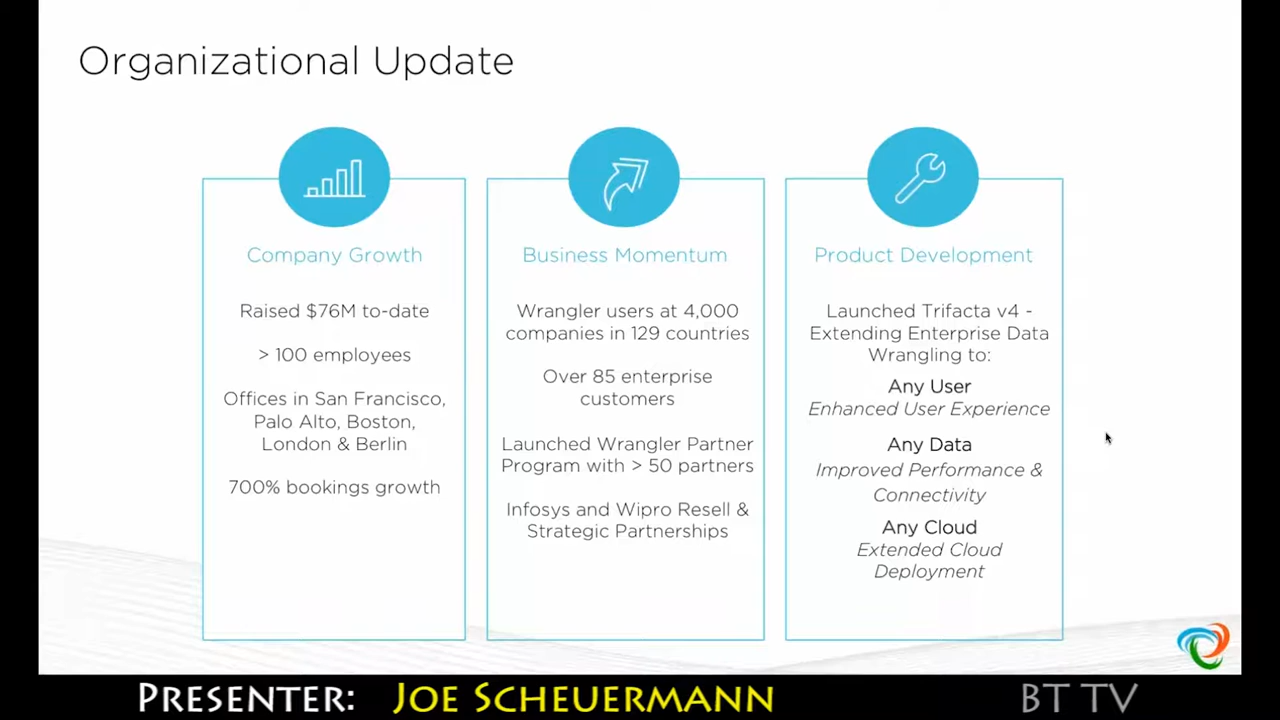 Organizational Update
Company Growth
Raised $76M to-date
> 100 employees
Offices in San Francisco,
Palo Alto, Boston,
London & Berlin
700% bookings growth
Business Momentum
Wrangler users at 4,000
companies in 129 countries
Over 85 enterprise
customers
Launched Wrangler Partner
Program with > 50 partners
Infosys and Wipro Resell &
Strategic Partnerships
Product Development
Launched Trifacta v4 -
Extending Enterprise Data
Wrangling to:
Any User
Enhanced User Experience
Any Data
Improved Performance &
Connectivity
Any Cloud
Extended Cloud
Deployment
Presenter: Joe Scheuermann
BT TV